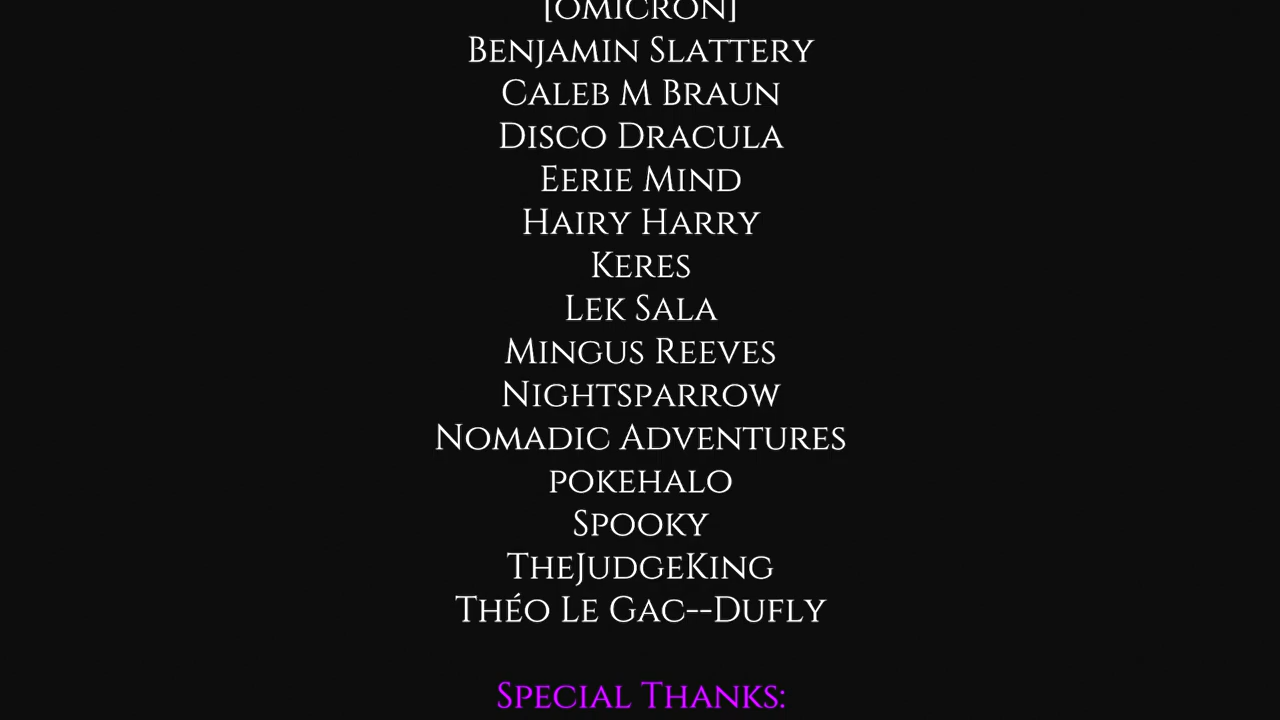 [omicron]
Benjamin Slattery
Caleb M Braun
Disco Dracula
Eerie Mind
Hairy Harry
Keres
Lek Sala
Mingus Reeves
Nightsparrow
Nomadic Adventures
pokehalo
Spooky
TheJudgeKing
Théo Le Gac--Dufly
Special Thanks: